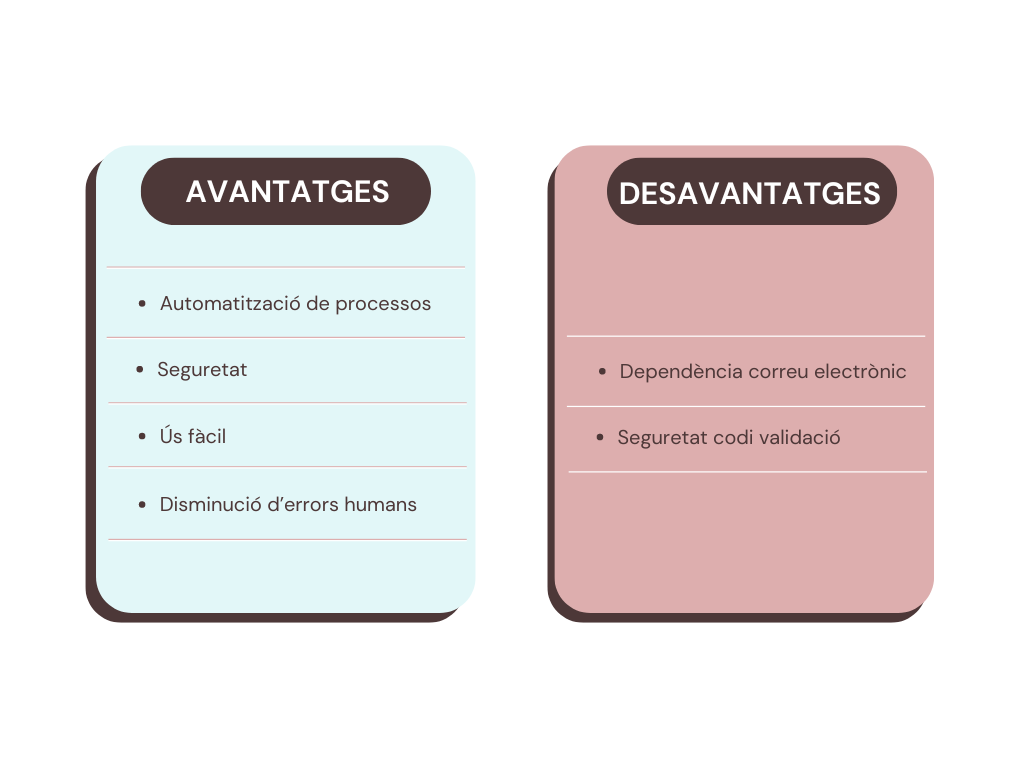 AVANTATGES
• Automatització de processos
• Seguretat
• Ús fàcil
• Disminució d’errors humans
DESAVANTATGES
• Dependència correu electrònic
• Seguretat codi validació